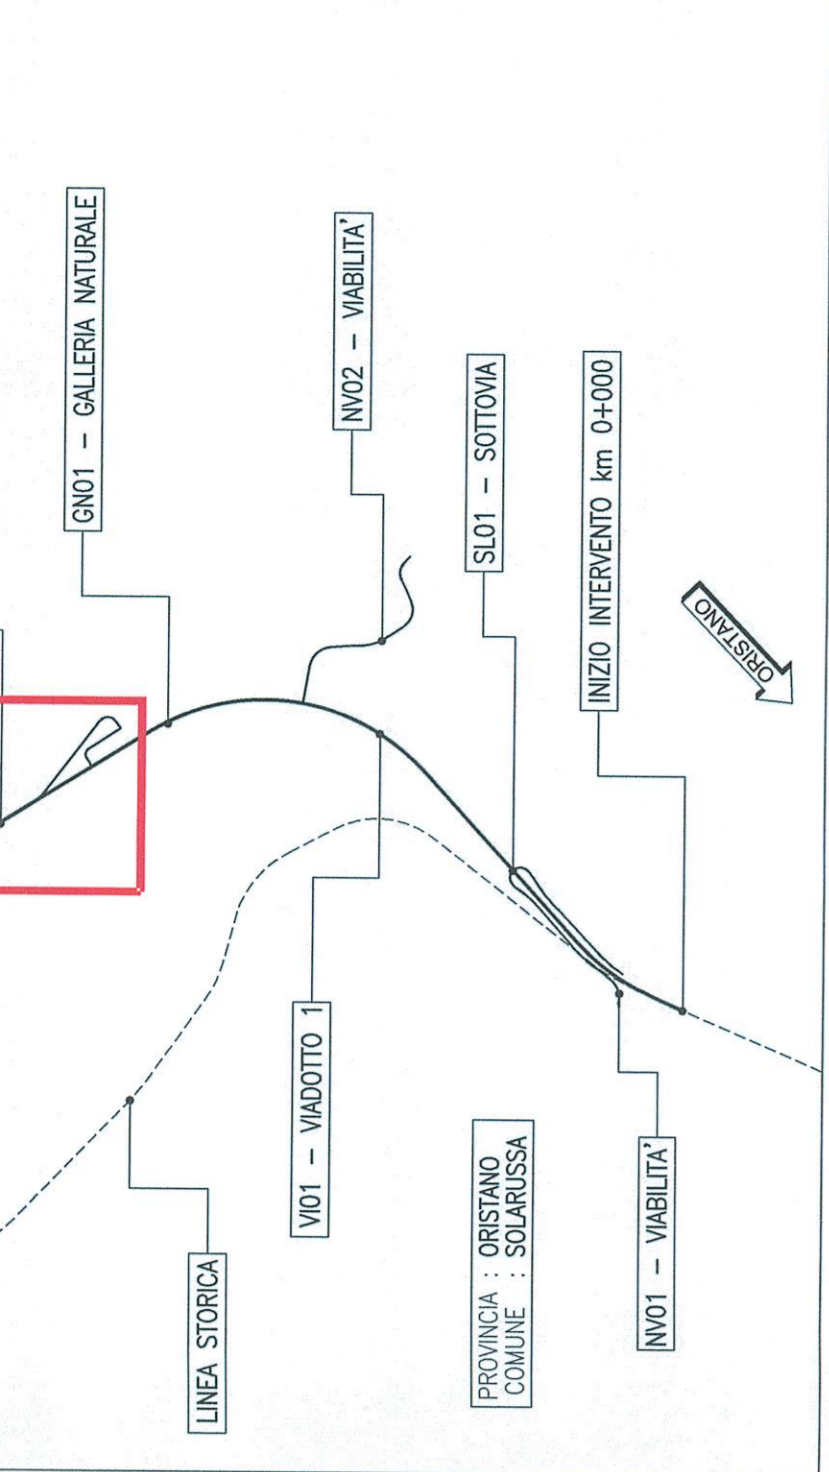 LINEA STORICA
GN01 – GALLERIA NATURALE
VI01 – VIADOTTO 1
NV02 – VIABILITA'
PROVINCIA : ORISTANO
COMUNE : SOLARUSSA
SL01 – SOTTOVIA
INIZIO INTERVENTO km 0+000
NV01 – VIABILITA'
ORISTANO